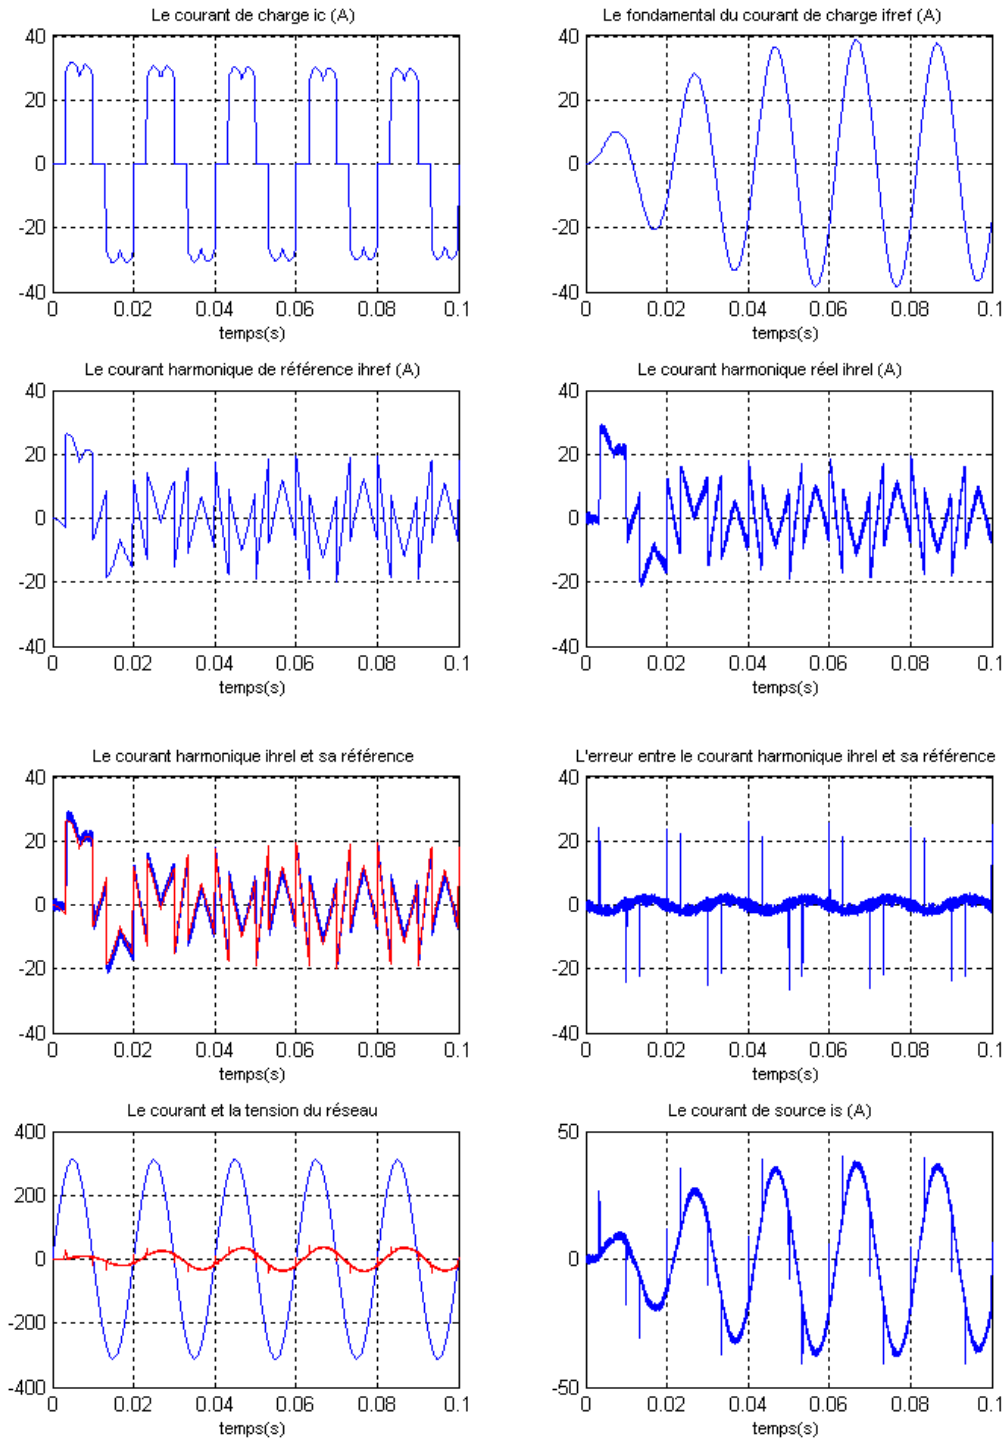 Le courant de charge ic (A)
40
20
0
-20
-40
0 0.02 0.04 0.06 0.08 0.1
temps(s)
Le fondamental du courant de charge ifref (A)
40
20
0
-20
-40
0 0.02 0.04 0.06 0.08 0.1
temps(s)
Le courant harmonique de référence ihref (A)
40
20
0
-20
-40
0 0.02 0.04 0.06 0.08 0.1
temps(s)
Le courant harmonique réel ihrel (A)
40
20
0
-20
-40
0 0.02 0.04 0.06 0.08 0.1
temps(s)
Le courant harmonique ihrel et sa référence
40
20
0
-20
-40
0 0.02 0.04 0.06 0.08 0.1
temps(s)
L'erreur entre le courant harmonique ihrel et sa référence
40
20
0
-20
-40
0 0.02 0.04 0.06 0.08 0.1
temps(s)
Le courant et la tension du réseau
400
200
0
-200
-400
0 0.02 0.04 0.06 0.08 0.1
temps(s)
Le courant de source is (A)
50
0
-50
0 0.02 0.04 0.06 0.08 0.1
temps(s)